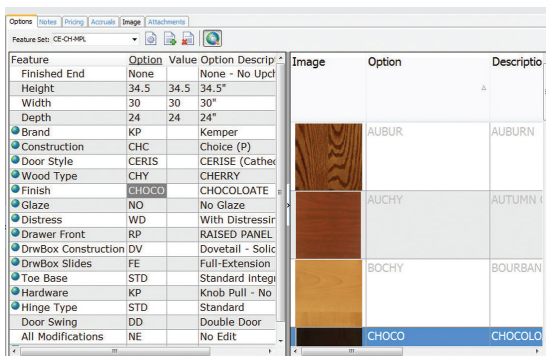 Options Notes Pricing Accruals Image Attachments
Feature Set: CE-CH-MPL
Feature Option Value Option Descript
Finished End None None - No Upch
Height 34.5 34.5 34.5"
Width 30 30 30"
Depth 24 24 24"
Brand KP Kemper
Construction CHC Choice (P)
Door Style CERIS CERISE (Cathed
Wood Type CHY CHERRY
Finish CHOCO CHOCOLOATE
Glaze NO No Glaze
Distress WD With Distressin
Drawer Front RP RAISED PANEL
DrwBox Construction DV Dovetail - Solid
DrwBox Slides FE Full-Extension
Toe Base STD Standard Integr
Hardware KP Knob Pull - No
Hinge Type STD Standard
Door Swing DD Double Door
All Modifications NE No Edit
Image Option Descriptio
AUBUR AUBURN
AUCHY AUTUMN
BOCHY BOURBAN
CHOCO CHOCOLO